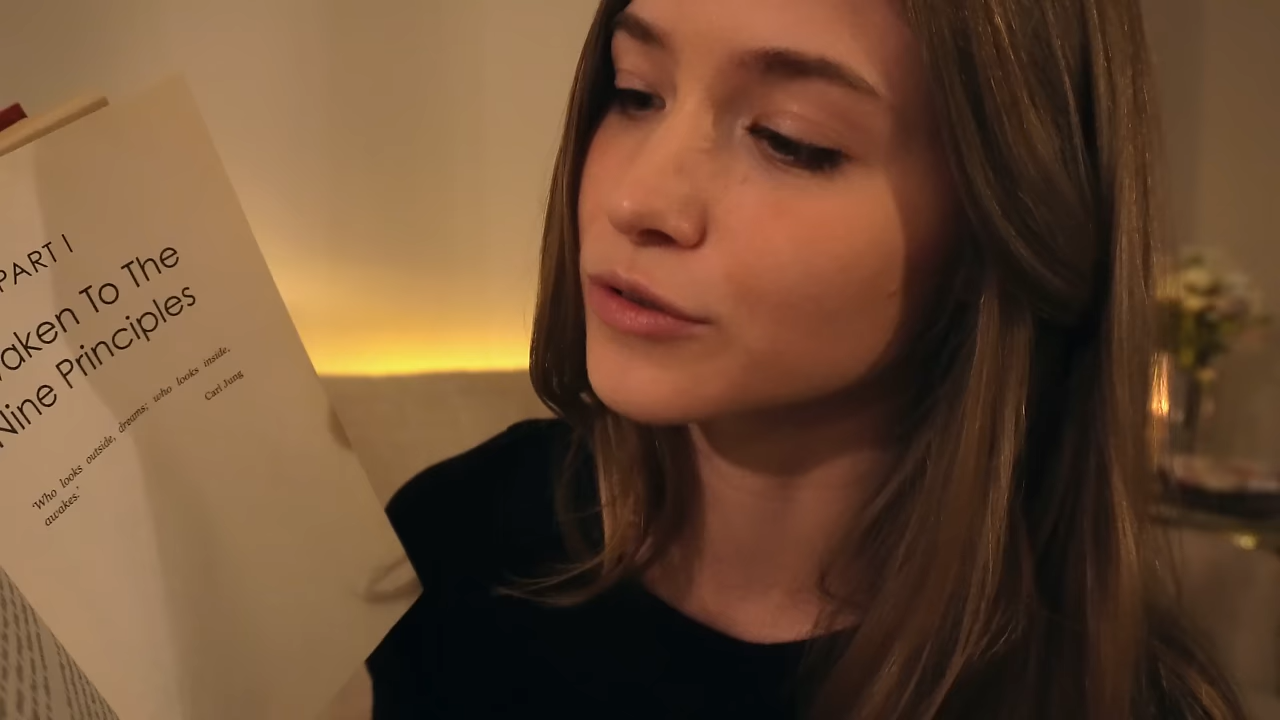 PART I
aken To The
Nine Principles
'Who looks outside, dreams; who looks inside,
awakes.'
Carl Jung